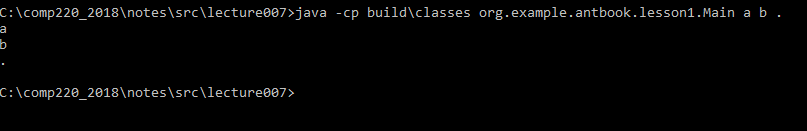 C:\comp220_2018\notes\src\lecture007>java -cp build\classes org.example.antbook.lesson1.Main a b .
a
b
.
C:\comp220_2018\notes\src\lecture007>